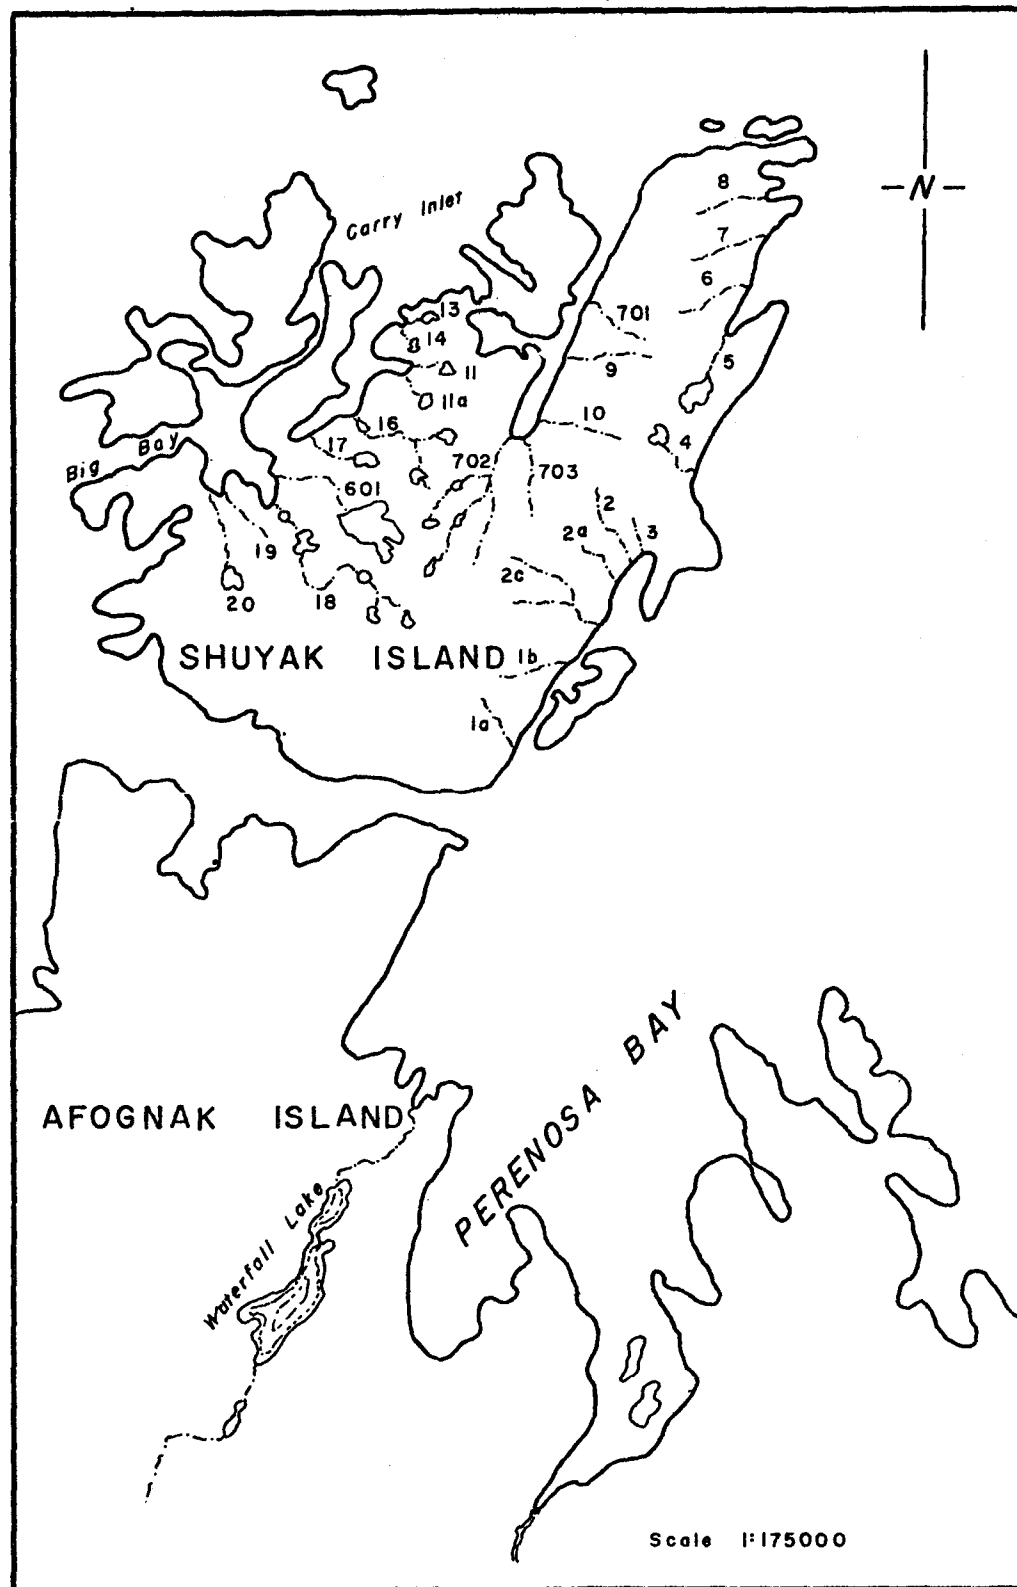 8
-N-
Carry Inlet
7
6
13
701
14
5
9
11
11a
10
16
4
17
Big Bay
702
703
601
2
3
2a
19
2c
20
18
SHUYAK ISLAND
1b
1a
PERENOSA BAY
AFOGNAK ISLAND
Waterfall Lake
Scale 1:175000